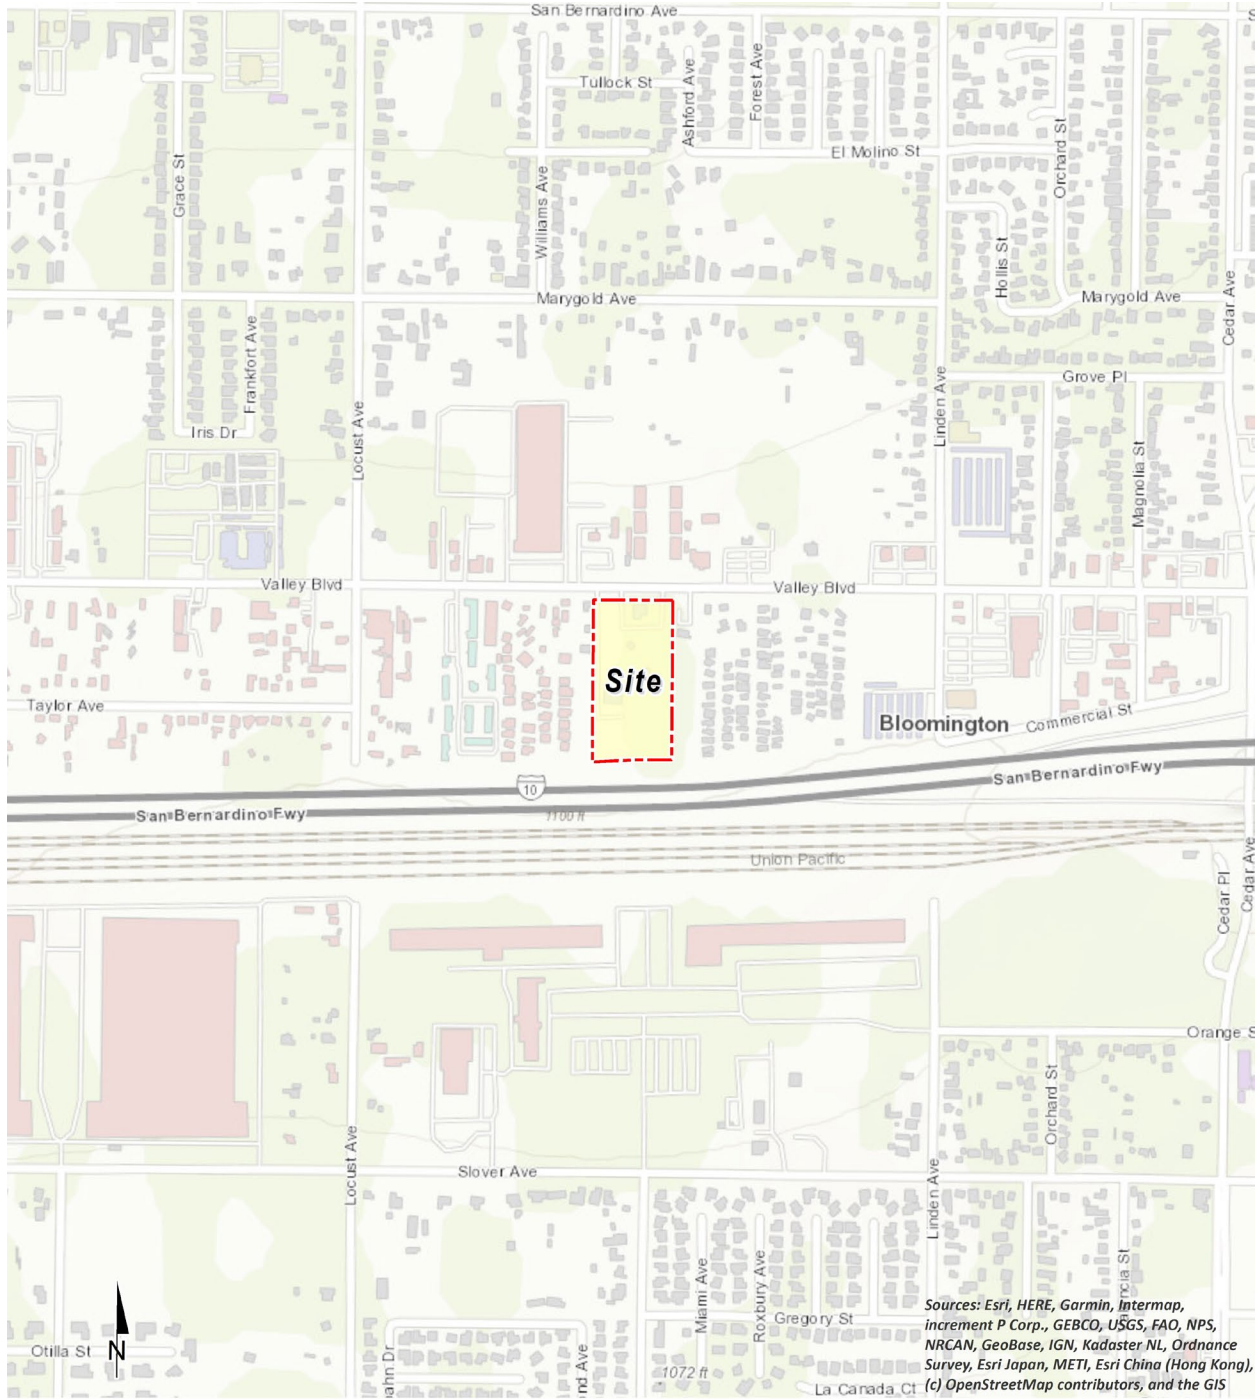 San Bernardino Ave
Tullock St
Ashford Ave
Forest Ave
El Molino St
Orchard St
Grace St
Williams Ave
Hollis St
Marygold Ave
Marygold Ave
Cedar Ave
Frankfort Ave
Grove Pl
Iris Dr
Locust Ave
Linden Ave
Magnolia St
Valley Blvd
Valley Blvd
Site
Taylor Ave
Bloomington
Commercial St
10
San Bernardino Fwy
San Bernardino Fwy
1100 ft
Union Pacific
Cedar Pl
Cedar Ave
Orange S
Orchard St
Locust Ave
Slover Ave
Linden Ave
Miami Ave
Roxbury Ave
Gregory St
encia St
Otilla St
N
ahn Dr
nd Ave
1072 ft
La Canada Ct
Sources: Esri, HERE, Garmin, Intermap,
increment P Corp., GEBCO, USGS, FAO, NPS,
NRCAN, GeoBase, IGN, Kadaster NL, Ordnance
Survey, Esri Japan, METI, Esri China (Hong Kong),
(c) OpenStreetMap contributors, and the GIS